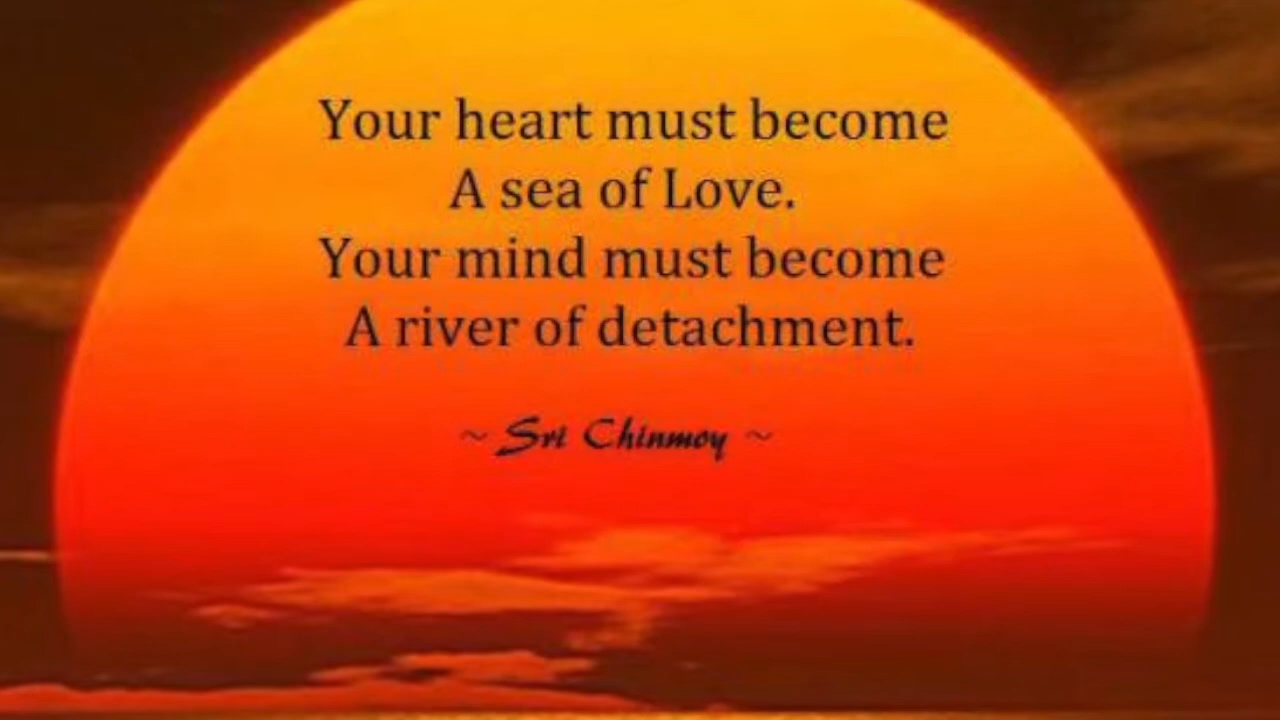 Your heart must become
A sea of Love.
Your mind must become
A river of detachment.
~ Sri Chinmoy ~